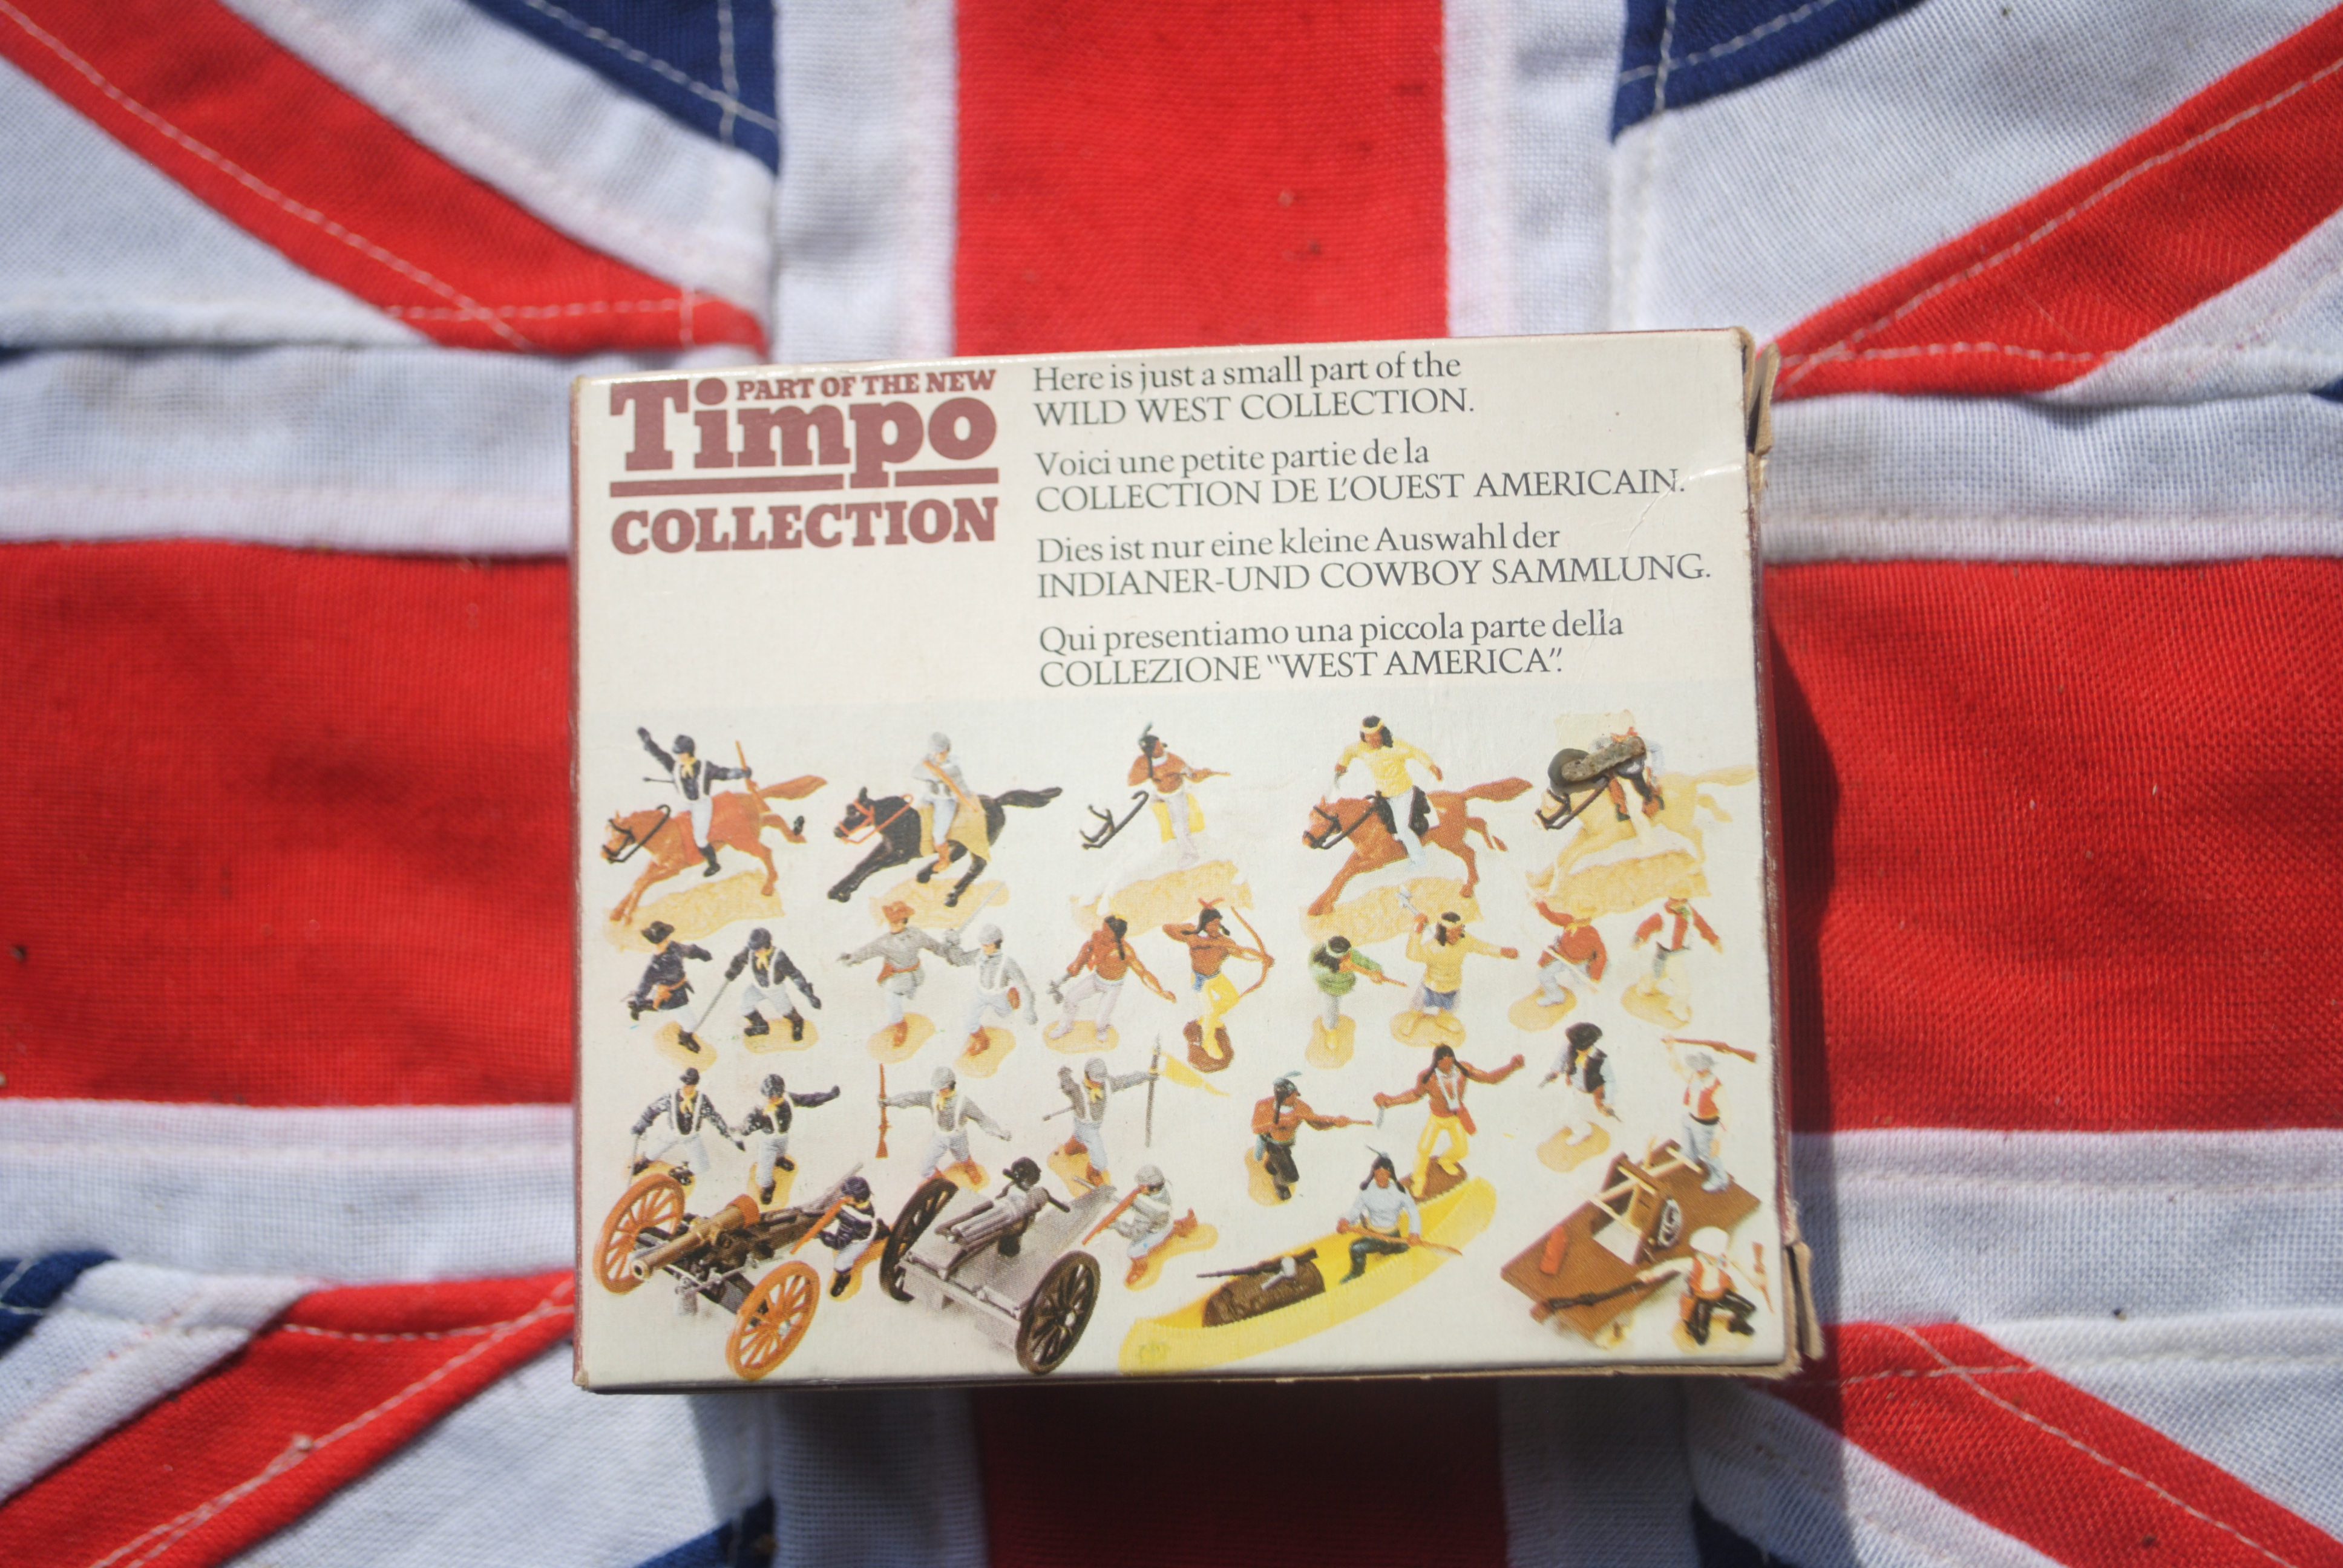 PART OF THE NEW
Timpo
COLLECTION
Here is just a small part of the
WILD WEST COLLECTION.
Voici une petite partie de la
COLLECTION DE L'OUEST AMERICAIN.
Dies ist nur eine kleine Auswahl der
INDIANER-UND COWBOY SAMMLUNG.
Qui presentiamo una piccola parte della
COLLEZIONE "WEST AMERICA".